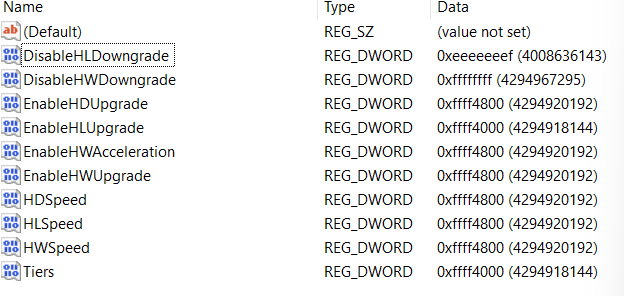 Name Type Data
(Default) REG_SZ (value not set)
DisableHLDowngrade REG_DWORD 0xeeeeeeef (4008636143)
DisableHWDowngrade REG_DWORD 0xffffffff (4294967295)
EnableHDUpgrade REG_DWORD 0xffff4800 (4294920192)
EnableHLUpgrade REG_DWORD 0xffff4000 (4294918144)
EnableHWAcceleration REG_DWORD 0xffff4800 (4294920192)
EnableHWUpgrade REG_DWORD 0xffff4800 (4294920192)
HDSpeed REG_DWORD 0xffff4800 (4294920192)
HLSpeed REG_DWORD 0xffff4800 (4294920192)
HWSpeed REG_DWORD 0xffff4800 (4294920192)
Tiers REG_DWORD 0xffff4000 (4294918144)